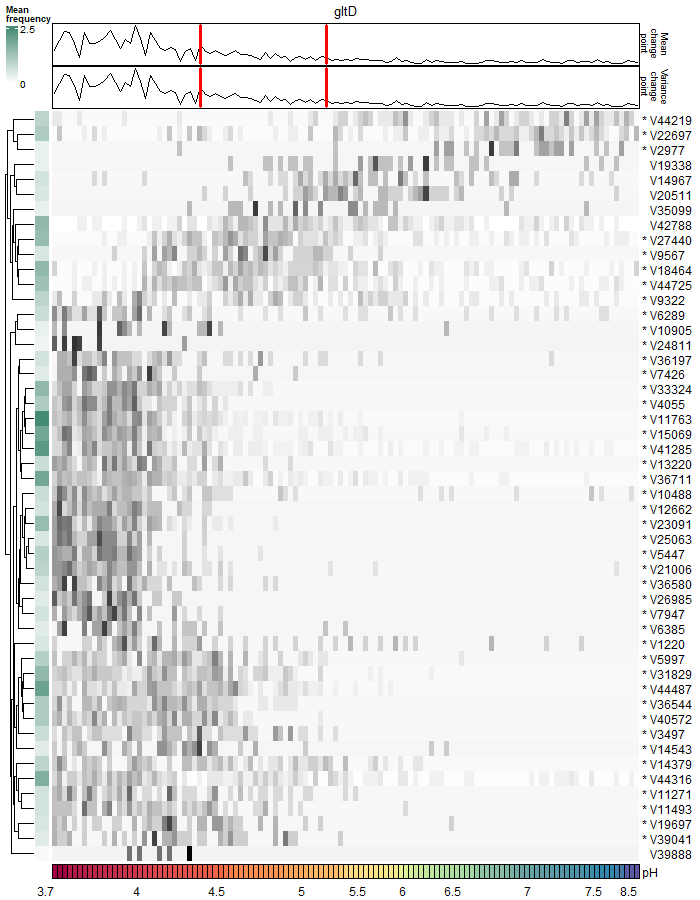 gltD
Mean
frequency
2.5
0
Mean
change
point
Variance
change
point
* V44219
* V22697
* V2977
V19338
V14967
V20511
V35099
V42788
* V27440
* V9567
* V18464
* V44725
* V9322
* V6289
* V10905
* V24811
* V36197
* V7426
* V33324
* V4055
* V11763
* V15069
* V41285
* V13220
* V36711
* V10488
* V12662
* V23091
* V25063
* V5447
* V21006
* V36580
* V26985
* V7947
* V6385
* V1220
* V5997
* V31829
* V44487
* V36544
* V40572
* V3497
* V14543
* V14379
* V44316
* V11271
* V11493
* V19697
* V39041
V39888
pH
3.7 4 4.5 5 5.5 6 6.5 7 7.5 8.5